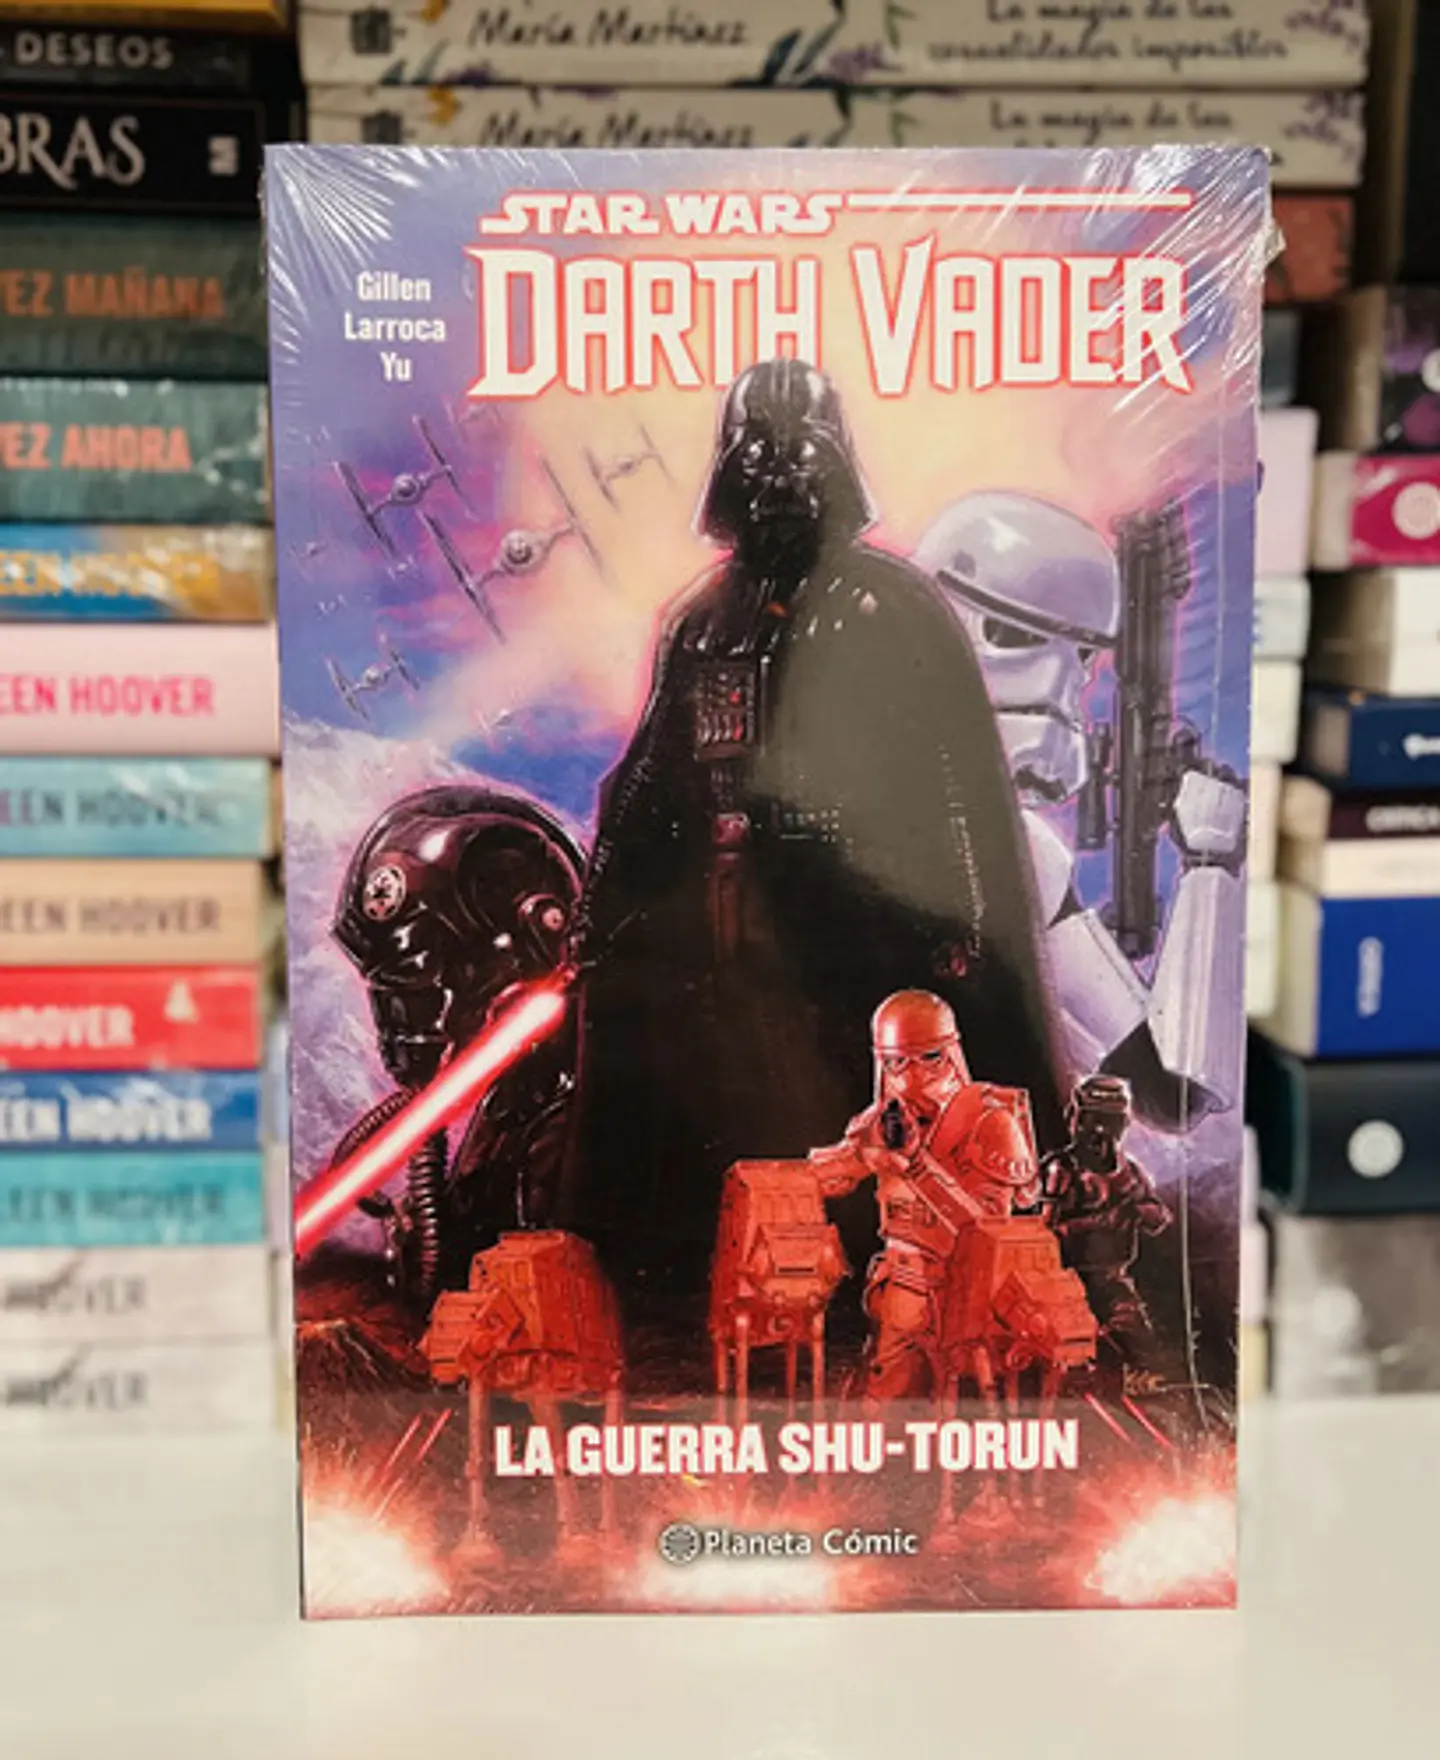 DESEOS
María Martínez
La magia de las
María Martínez
La magia de las
BRAS
VEZ MAÑANA
VEZ AHORA
EEN HOOVER
EEN HOOVER
EEN HOOVER
HOOVER
EEN HOOVER
EEN HOOVER
STAR WARS
DARTH VADER
Gillen
Larroca
Yu
LA GUERRA SHU-TORUN
Planeta Cómic